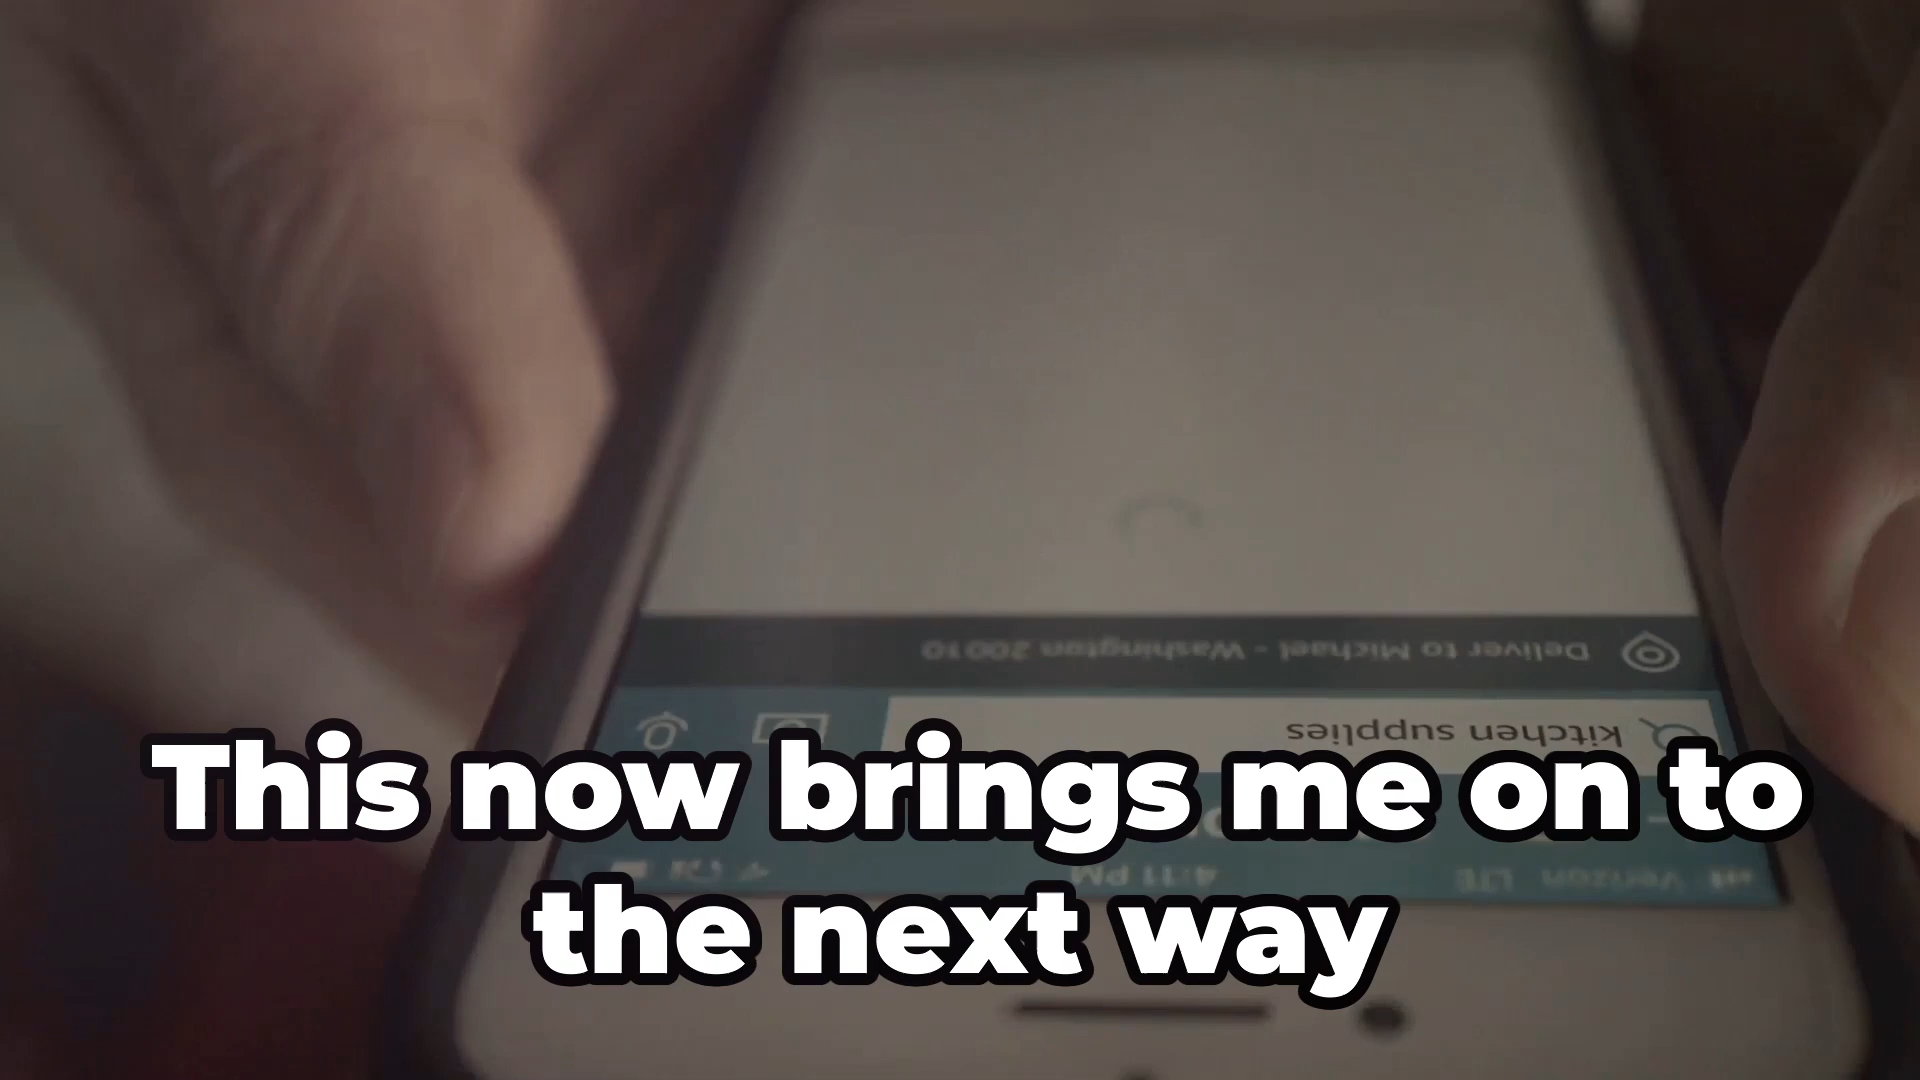 Deliver to Michael - Washington 20010
kitchen supplies
This now brings me on to
4:11 PM
LTE
Verizon
the next way